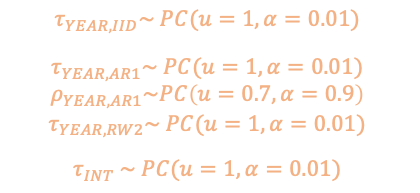 τ_{YEAR,IID} ~ PC(u = 1, α = 0.01)
τ_{YEAR,AR1} ~ PC(u = 1, α = 0.01)
ρ_{YEAR,AR1}~PC(u = 0.7, α = 0.9)
τ_{YEAR,RW2} ~ PC(u = 1, α = 0.01)
τ_{INT} ~ PC(u = 1, α = 0.01)